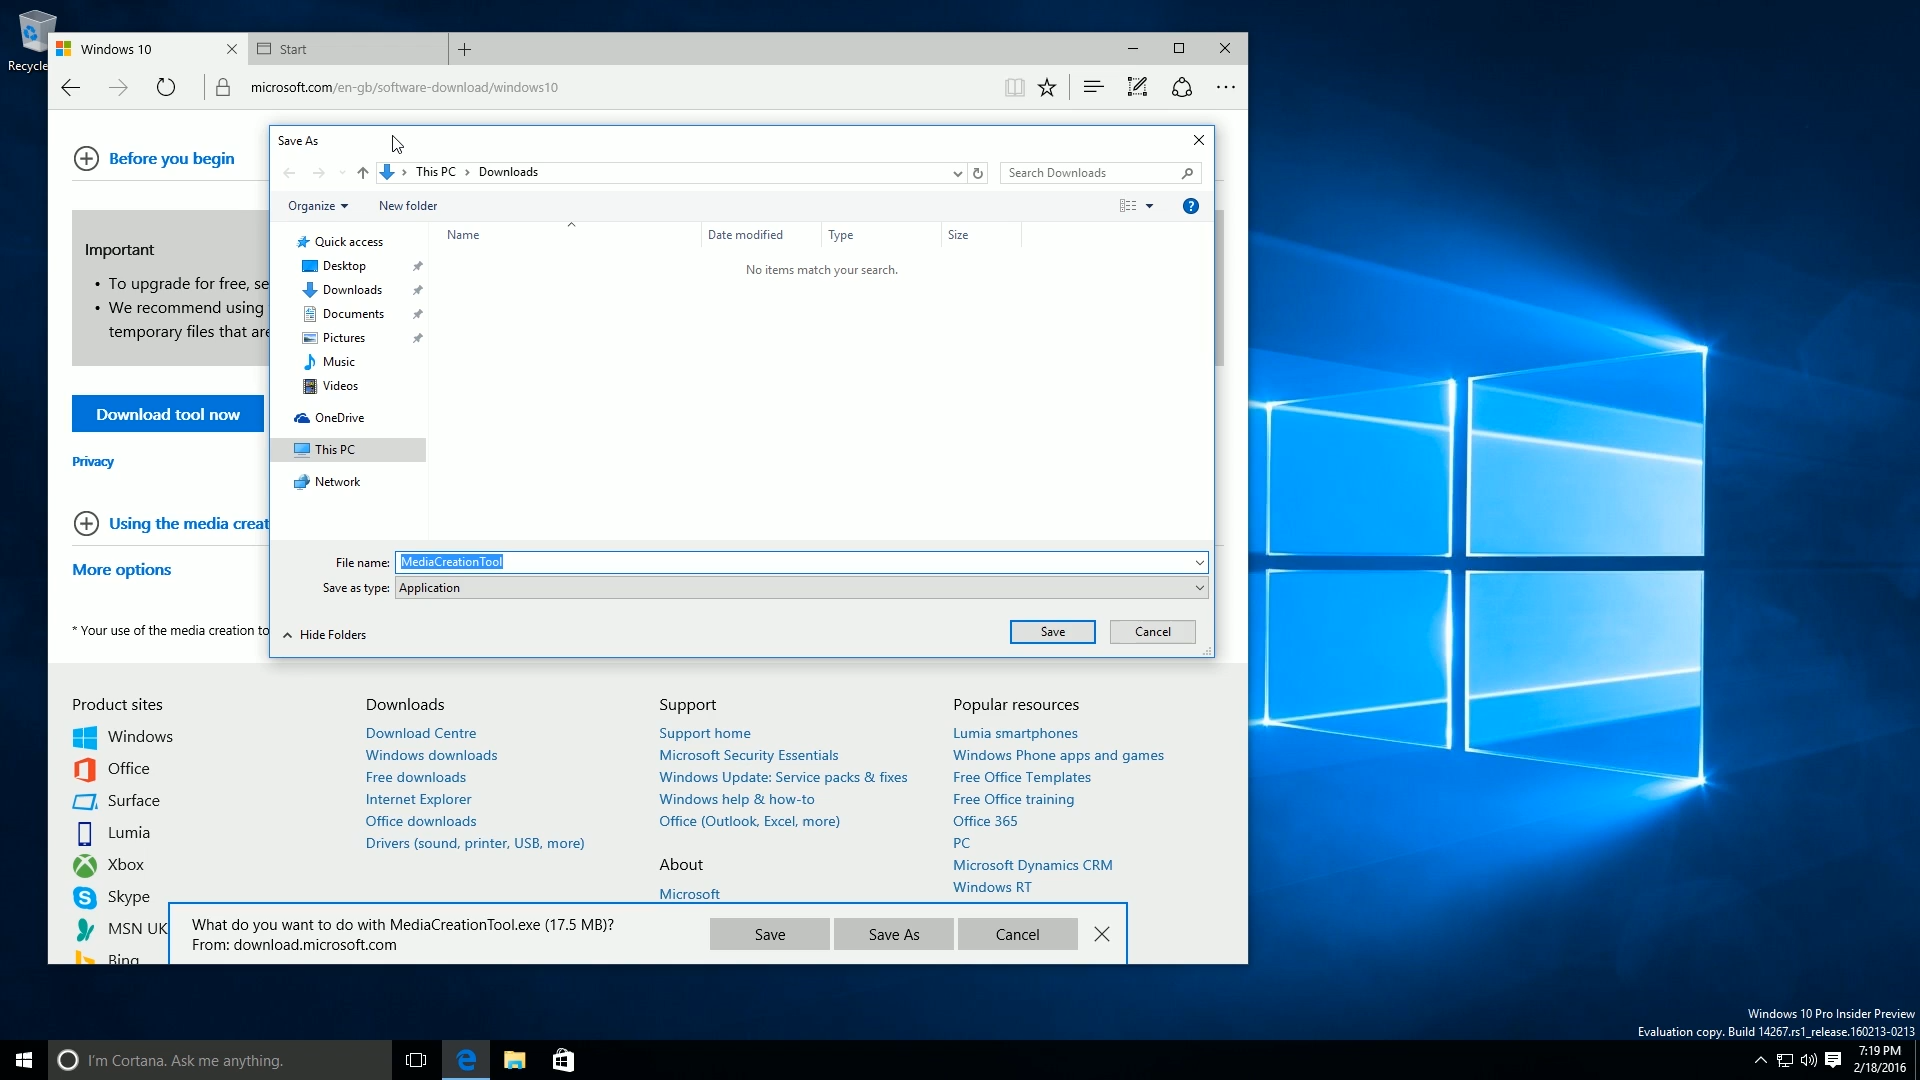 Recycle
Windows 10
Start
microsoft.com/en-gb/software-download/windows10
Before you begin
Important
• To upgrade for free, se
• We recommend using
temporary files that are
Download tool now
Privacy
Using the media creat
More options
* Your use of the media creation to
Save As
This PC > Downloads
Search Downloads
Organize
New folder
Name
Date modified
Type
Size
No items match your search.
Quick access
Desktop
Downloads
Documents
Pictures
Music
Videos
OneDrive
This PC
Network
File name: MediaCreationTool
Save as type: Application
Hide Folders
Save
Cancel
Product sites
Windows
Office
Surface
Lumia
Xbox
Skype
MSN UK
Bing
Downloads
Download Centre
Windows downloads
Free downloads
Internet Explorer
Office downloads
Drivers (sound, printer, USB, more)
Support
Support home
Microsoft Security Essentials
Windows Update: Service packs & fixes
Windows help & how-to
Office (Outlook, Excel, more)
About
Microsoft
Popular resources
Lumia smartphones
Windows Phone apps and games
Free Office Templates
Free Office training
Office 365
PC
Microsoft Dynamics CRM
Windows RT
What do you want to do with MediaCreationTool.exe (17.5 MB)?
From: download.microsoft.com
Save
Save As
Cancel
Windows 10 Pro Insider Preview
Evaluation copy. Build 14267.rs1_release.160213-0213
I'm Cortana. Ask me anything.
7:19 PM
2/18/2016